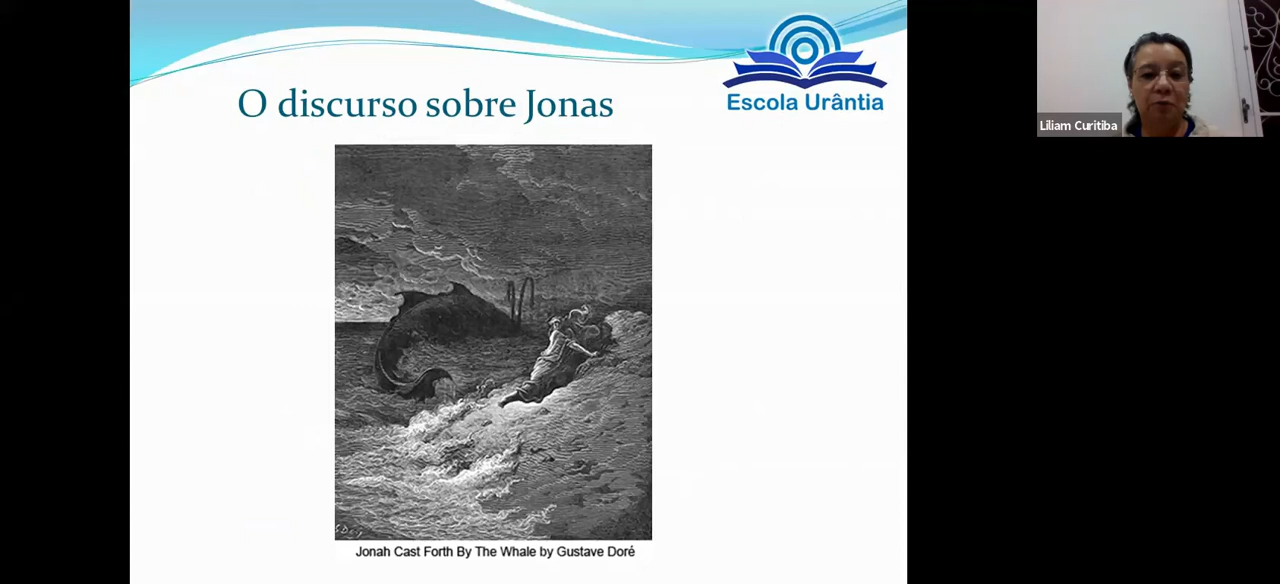 O discurso sobre Jonas
Escola Urântia
Liliam Curitiba
Jonah Cast Forth By The Whale by Gustave Doré